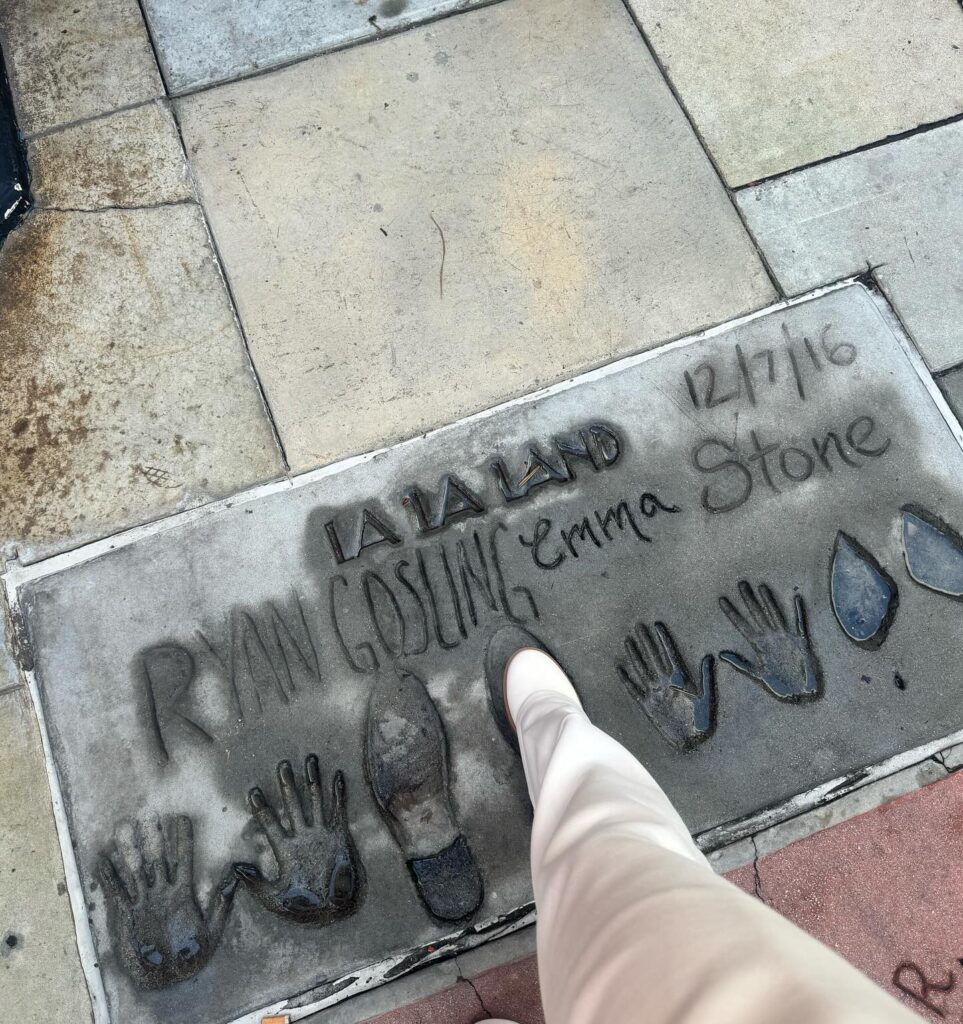 12/7/16
LA LA LAND
Emma Stone
RYAN GOSLING
R